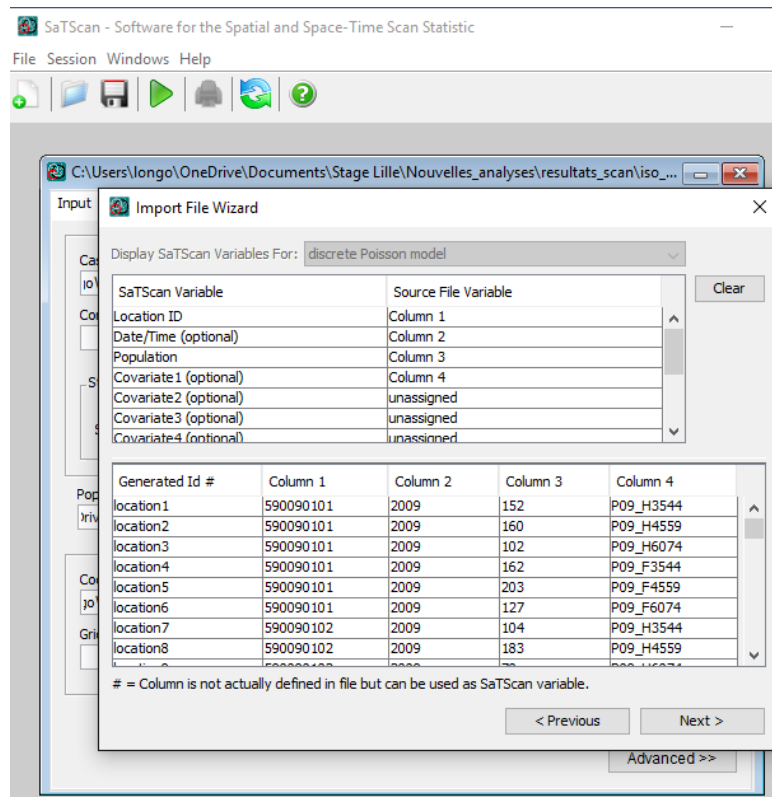 SaTScan - Software for the Spatial and Space-Time Scan Statistic
File Session Windows Help
C:\Users\longo\OneDrive\Documents\Stage Lille\Nouvelles_analyses\resultats_scan\iso_...
Input
Import File Wizard
Display SaTScan Variables For: discrete Poisson model
Clear
SaTScan Variable Source File Variable
Location ID Column 1
Date/Time (optional) Column 2
Population Column 3
Covariate1 (optional) Column 4
Covariate2 (optional) unassigned
Covariate3 (optional) unassigned
Covariate4 (optional) unassigned
Generated Id # Column 1 Column 2 Column 3 Column 4
location1 590090101 2009 152 P09_H3544
location2 590090101 2009 160 P09_H4559
location3 590090101 2009 102 P09_H6074
location4 590090101 2009 162 P09_F3544
location5 590090101 2009 203 P09_F4559
location6 590090101 2009 127 P09_F6074
location7 590090102 2009 104 P09_H3544
location8 590090102 2009 183 P09_H4559
# = Column is not actually defined in file but can be used as SaTScan variable.
< Previous Next >
Advanced >>